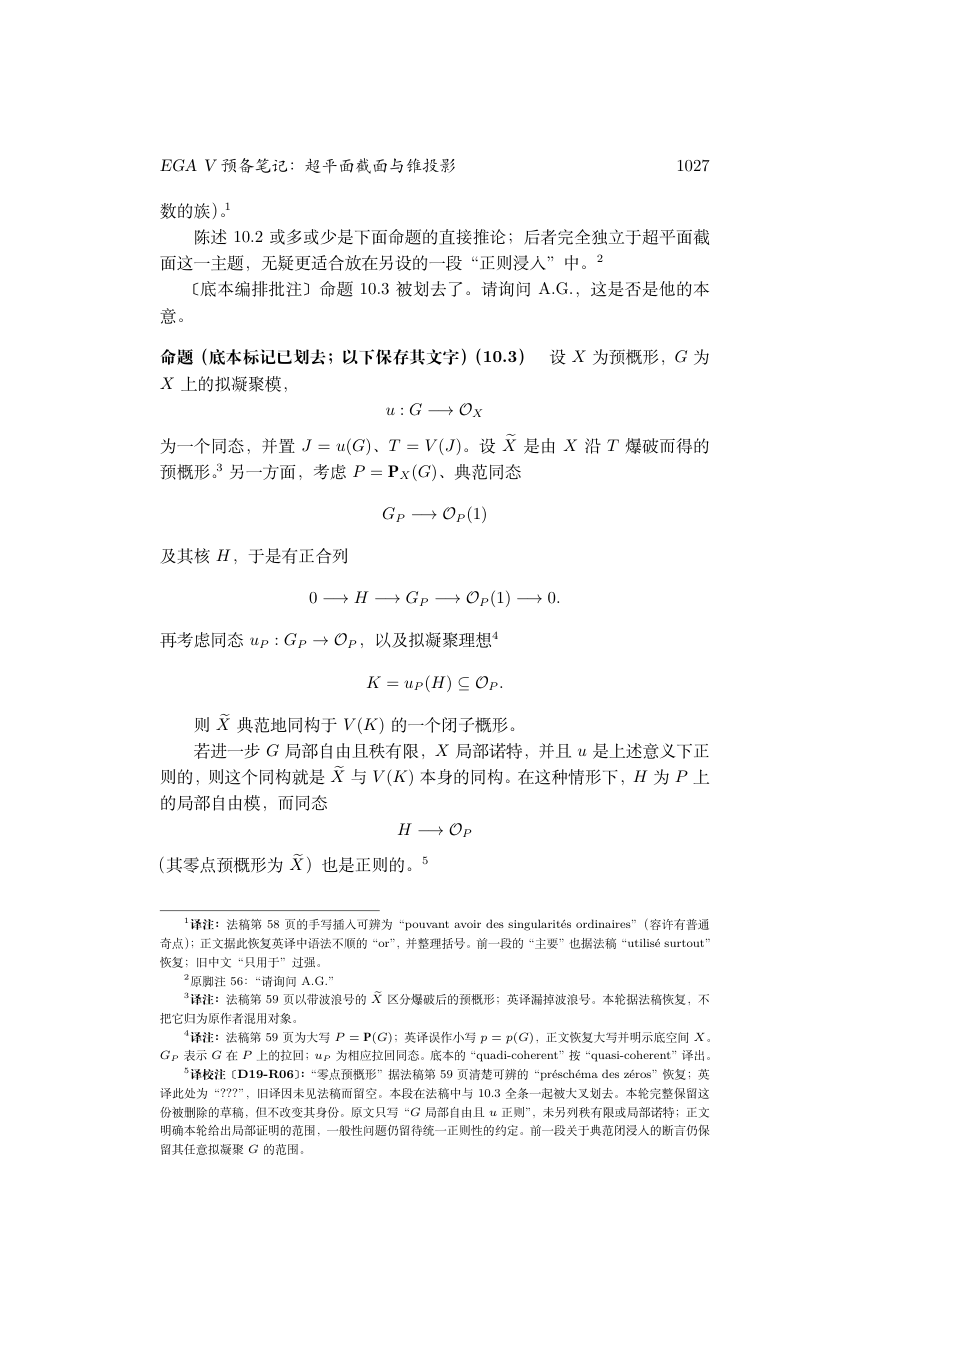 EGA V 预备笔记：超平面截面与锥投影 1027
数的族）。¹
陈述 10.2 或多或少是下面命题的直接推论；后者完全独立于超平面截
面这一主题，无疑更适合放在另设的一段“正则浸入”中。²
〔底本编排批注〕命题 10.3 被划去了。请询问 A.G.，这是否是他的本
意。
命题（底本标记已划去；以下保存其文字）(10.3) 设 X 为预概形，G 为
X 上的拟凝聚模，
u : G ⟶ 𝒪_X
为一个同态，并置 J = u(G)、T = V(J)。设 X̃ 是由 X 沿 T 爆破而得的
预概形。³ 另一方面，考虑 P = 𝐏_X(G)、典范同态
G_P ⟶ 𝒪_P(1)
及其核 H，于是有正合列
0 ⟶ H ⟶ G_P ⟶ 𝒪_P(1) ⟶ 0.
再考虑同态 u_P : G_P → 𝒪_P，以及拟凝聚理想⁴
K = u_P(H) ⊆ 𝒪_P.
则 X̃ 典范地同构于 V(K) 的一个闭子概形。
若进一步 G 局部自由且秩有限，X 局部诺特，并且 u 是上述意义下正
则的，则这个同构就是 X̃ 与 V(K) 本身的同构。在这种情形下，H 为 P 上
的局部自由模，而同态
H ⟶ 𝒪_P
（其零点预概形为 X̃）也是正则的。⁵
¹译注：法稿第 58 页的手写插入可辨为 “pouvant avoir des singularités ordinaires”（容许有普通
奇点）；正文据此恢复英译中语法不顺的 “or”，并整理括号。前一段的“主要”也据法稿 “utilisé surtout”
恢复；旧中文“只用于”过强。
²原脚注 56：“请询问 A.G.”
³译注：法稿第 59 页以带波浪号的 X̃ 区分爆破后的预概形；英译漏掉波浪号。本轮据法稿恢复，不
把它归为原作者混用对象。
⁴译注：法稿第 59 页为大写 P = 𝐏(G)；英译误作小写 p = p(G)，正文恢复大写并明示底空间 X。
G_P 表示 G 在 P 上的拉回；u_P 为相应拉回同态。底本的 “quadi-coherent” 按 “quasi-coherent” 译出。
⁵译校注〔D19-R06〕：“零点预概形”据法稿第 59 页清楚可辨的 “préschéma des zéros” 恢复；英
译此处为 “???”，旧译因未见法稿而留空。本段在法稿中与 10.3 全条一起被大叉划去。本轮完整保留这
份被删除的草稿，但不改变其身份。原文只写 “G 局部自由且 u 正则”，未另列秩有限或局部诺特；正文
明确本轮给出局部证明的范围，一般性问题仍留待统一正则性的约定。前一段关于典范闭浸入的断言仍保
留其任意拟凝聚 G 的范围。